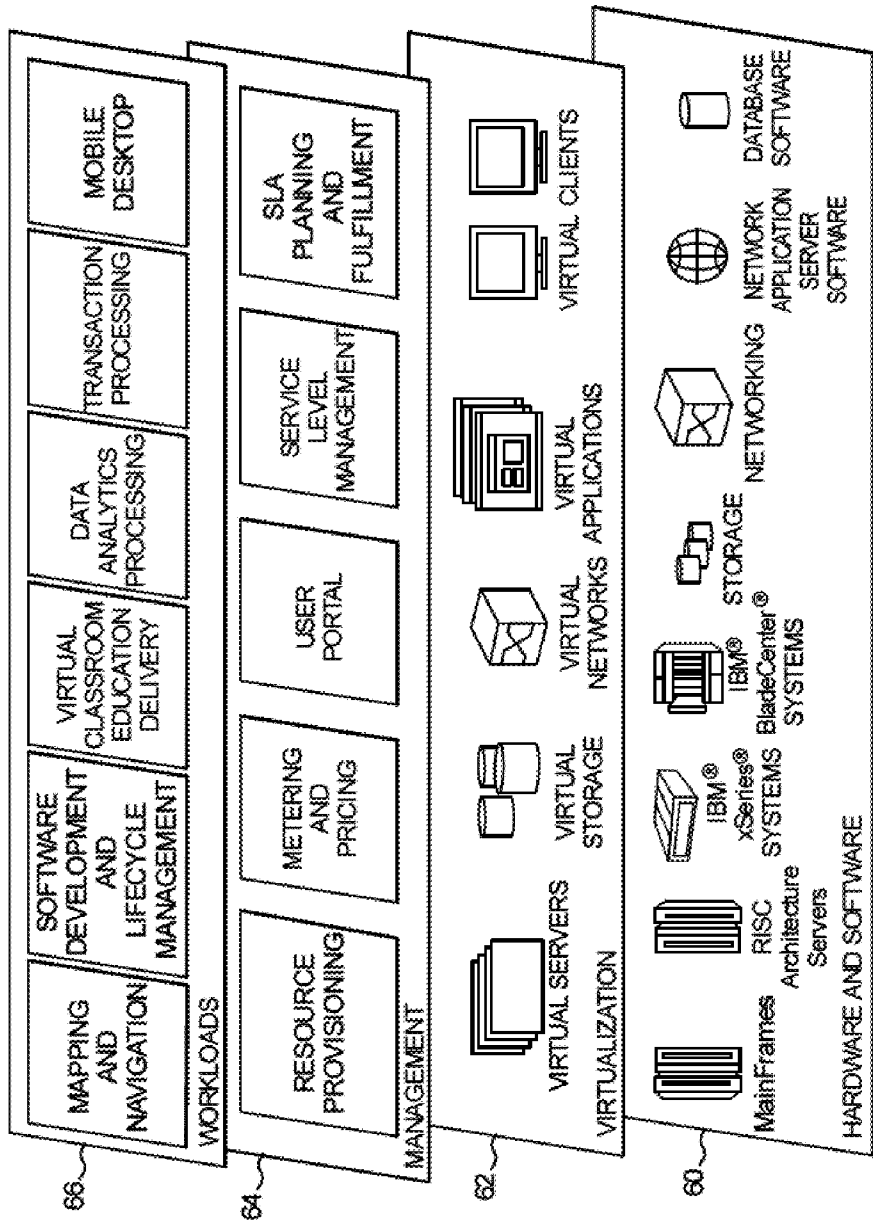 MAPPING
AND
NAVIGATION
SOFTWARE
DEVELOPMENT
AND
LIFECYCLE
MANAGEMENT
VIRTUAL
CLASSROOM
EDUCATION
DELIVERY
DATA
ANALYTICS
PROCESSING
TRANSACTION
PROCESSING
MOBILE
DESKTOP
WORKLOADS
66
RESOURCE
PROVISIONING
METERING
AND
PRICING
USER
PORTAL
SERVICE
LEVEL
MANAGEMENT
SLA
PLANNING
AND
FULFILLMENT
MANAGEMENT
64
VIRTUAL SERVERS
VIRTUAL
STORAGE
VIRTUAL
NETWORKS
VIRTUAL
APPLICATIONS
VIRTUAL CLIENTS
VIRTUALIZATION
62
MainFrames
RISC
Architecture
Servers
IBM®
xSeries®
SYSTEMS
IBM®
BladeCenter®
SYSTEMS
STORAGE
NETWORKING
NETWORK
APPLICATION
SERVER
SOFTWARE
DATABASE
SOFTWARE
HARDWARE AND SOFTWARE
60